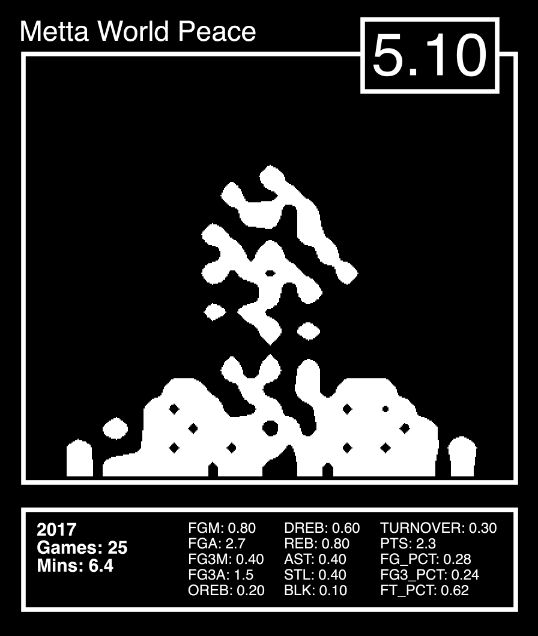 Metta World Peace
5.10
2017
Games: 25
Mins: 6.4
FGM: 0.80
FGA: 2.7
FG3M: 0.40
FG3A: 1.5
OREB: 0.20
DREB: 0.60
REB: 0.80
AST: 0.40
STL: 0.40
BLK: 0.10
TURNOVER: 0.30
PTS: 2.3
FG_PCT: 0.28
FG3_PCT: 0.24
FT_PCT: 0.62